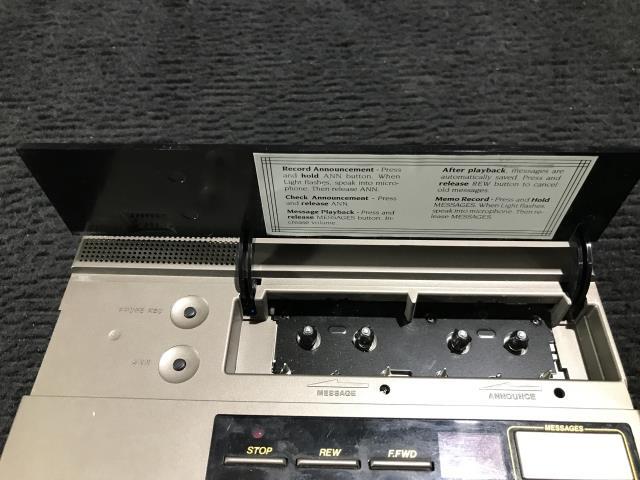 Record Announcement - Press
and hold ANN button. When
Light flashes, speak into micro-
phone. Then release ANN.
Check Announcement - Press
and release ANN.
Message Playback - Press and
release MESSAGES button. In-
crease volume.
After playback, messages are
automatically saved. Press and
release REW button to cancel
old messages.
Memo Record - Press and Hold
MESSAGES. When Light flashes,
speak into microphone. Then re-
lease MESSAGES.
PHONE REC
ANN
MESSAGE
ANNOUNCE
STOP
REW
F.FWD
MESSAGES